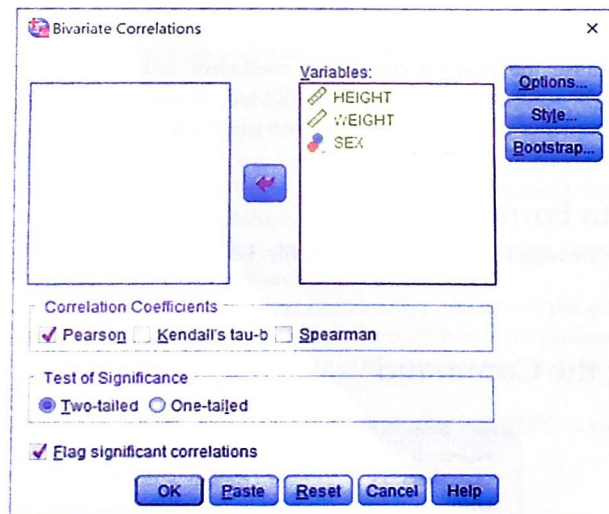 Bivariate Correlations
Variables:
HEIGHT
WEIGHT
SEX
Options...
Style...
Bootstrap...
Correlation Coefficients
Pearson Kendall's tau-b Spearman
Test of Significance
Two-tailed One-tailed
Flag significant correlations
OK Paste Reset Cancel Help